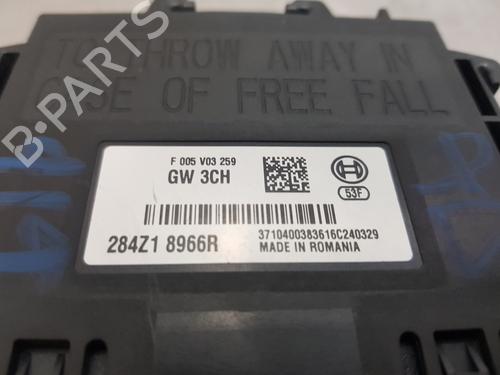 TO THROW AWAY IN
CASE OF FREE FALL
F 005 V03 259
GW 3CH
53F
284Z1 8966R
3710400383616C240329
MADE IN ROMANIA
B-PARTS